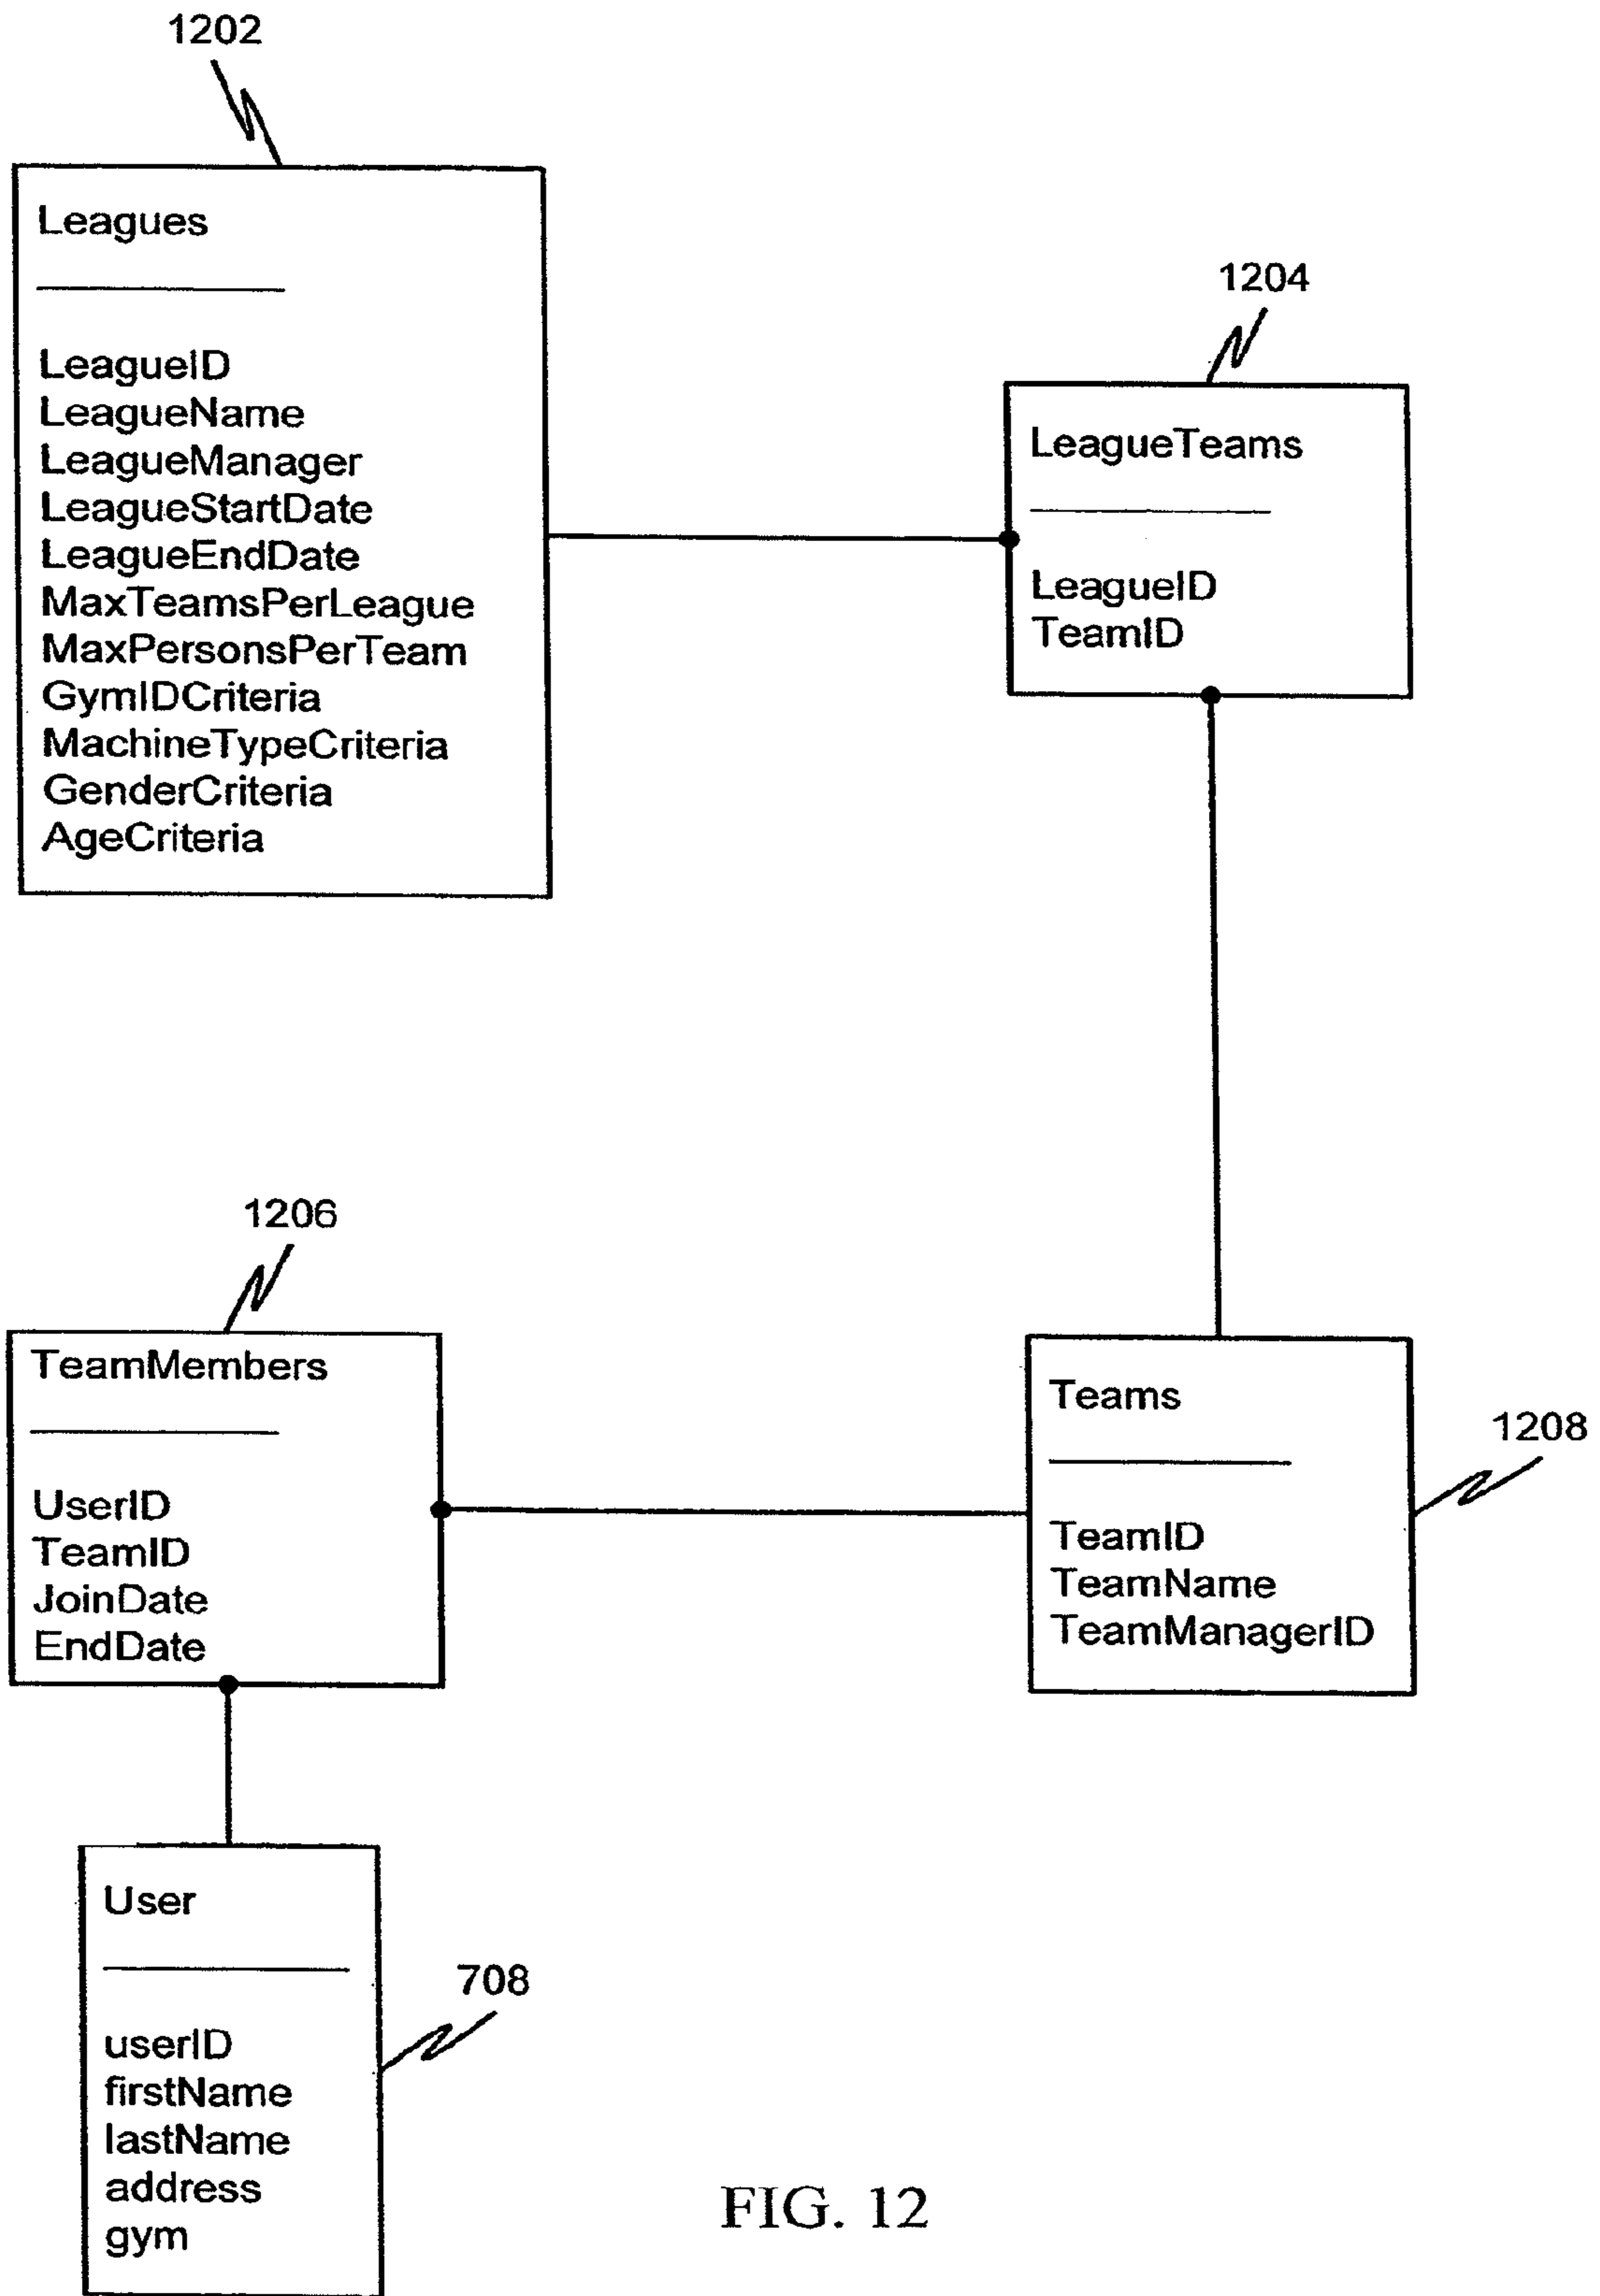 1202
Leagues
LeagueID
LeagueName
LeagueManager
LeagueStartDate
LeagueEndDate
MaxTeamsPerLeague
MaxPersonsPerTeam
GymIDCriteria
MachineTypeCriteria
GenderCriteria
AgeCriteria
1204
LeagueTeams
LeagueID
TeamID
1206
TeamMembers
UserID
TeamID
JoinDate
EndDate
Teams
1208
TeamID
TeamName
TeamManagerID
User
708
userID
firstName
lastName
address
gym
FIG. 12